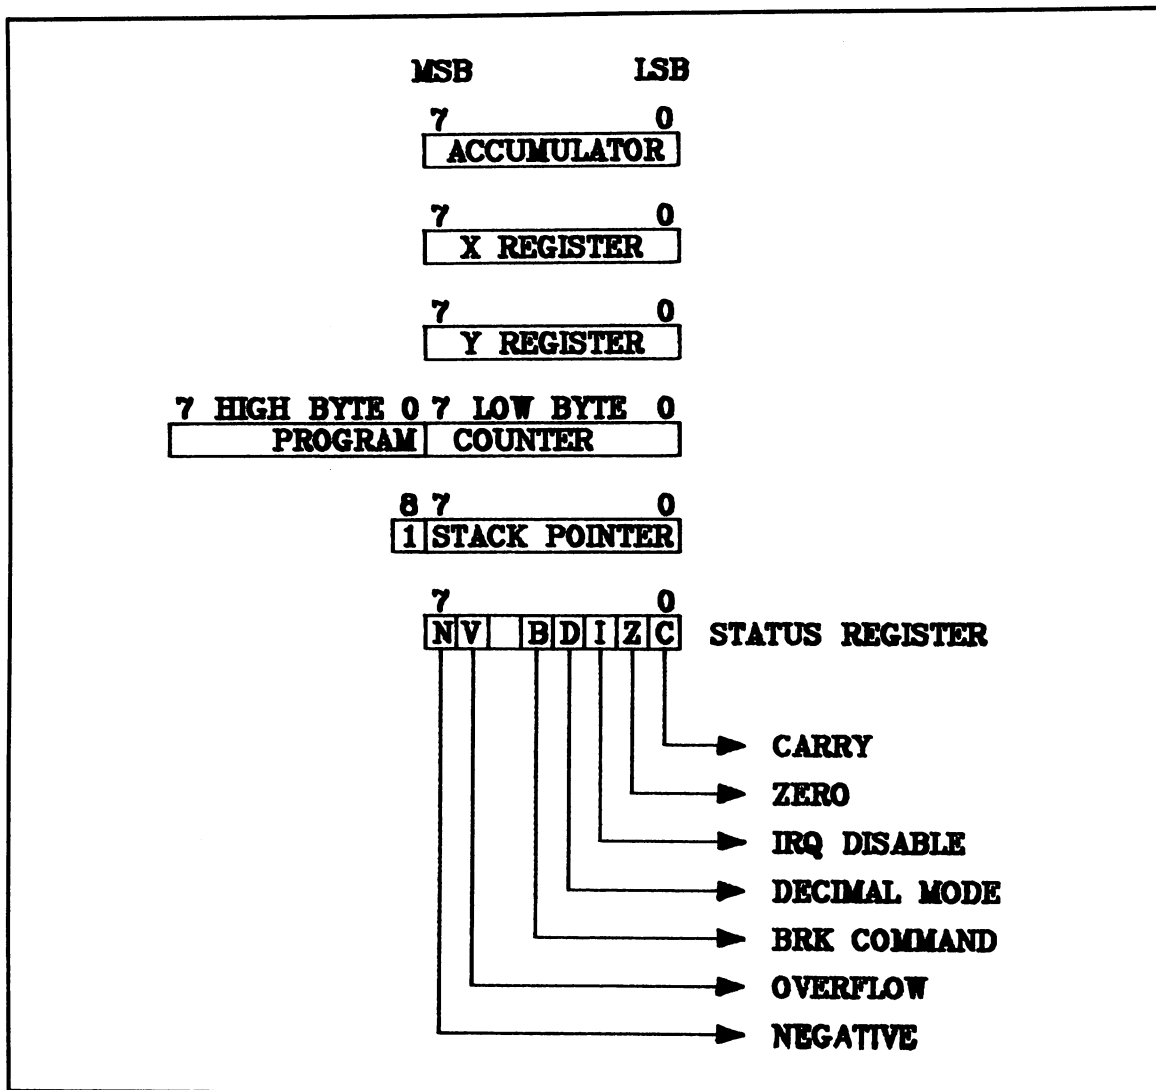 MSB LSB
7 0
ACCUMULATOR
7 0
X REGISTER
7 0
Y REGISTER
7 HIGH BYTE 0 7 LOW BYTE 0
PROGRAM COUNTER
8 7 0
1 STACK POINTER
7 0
N V B D I Z C STATUS REGISTER
CARRY
ZERO
IRQ DISABLE
DECIMAL MODE
BRK COMMAND
OVERFLOW
NEGATIVE